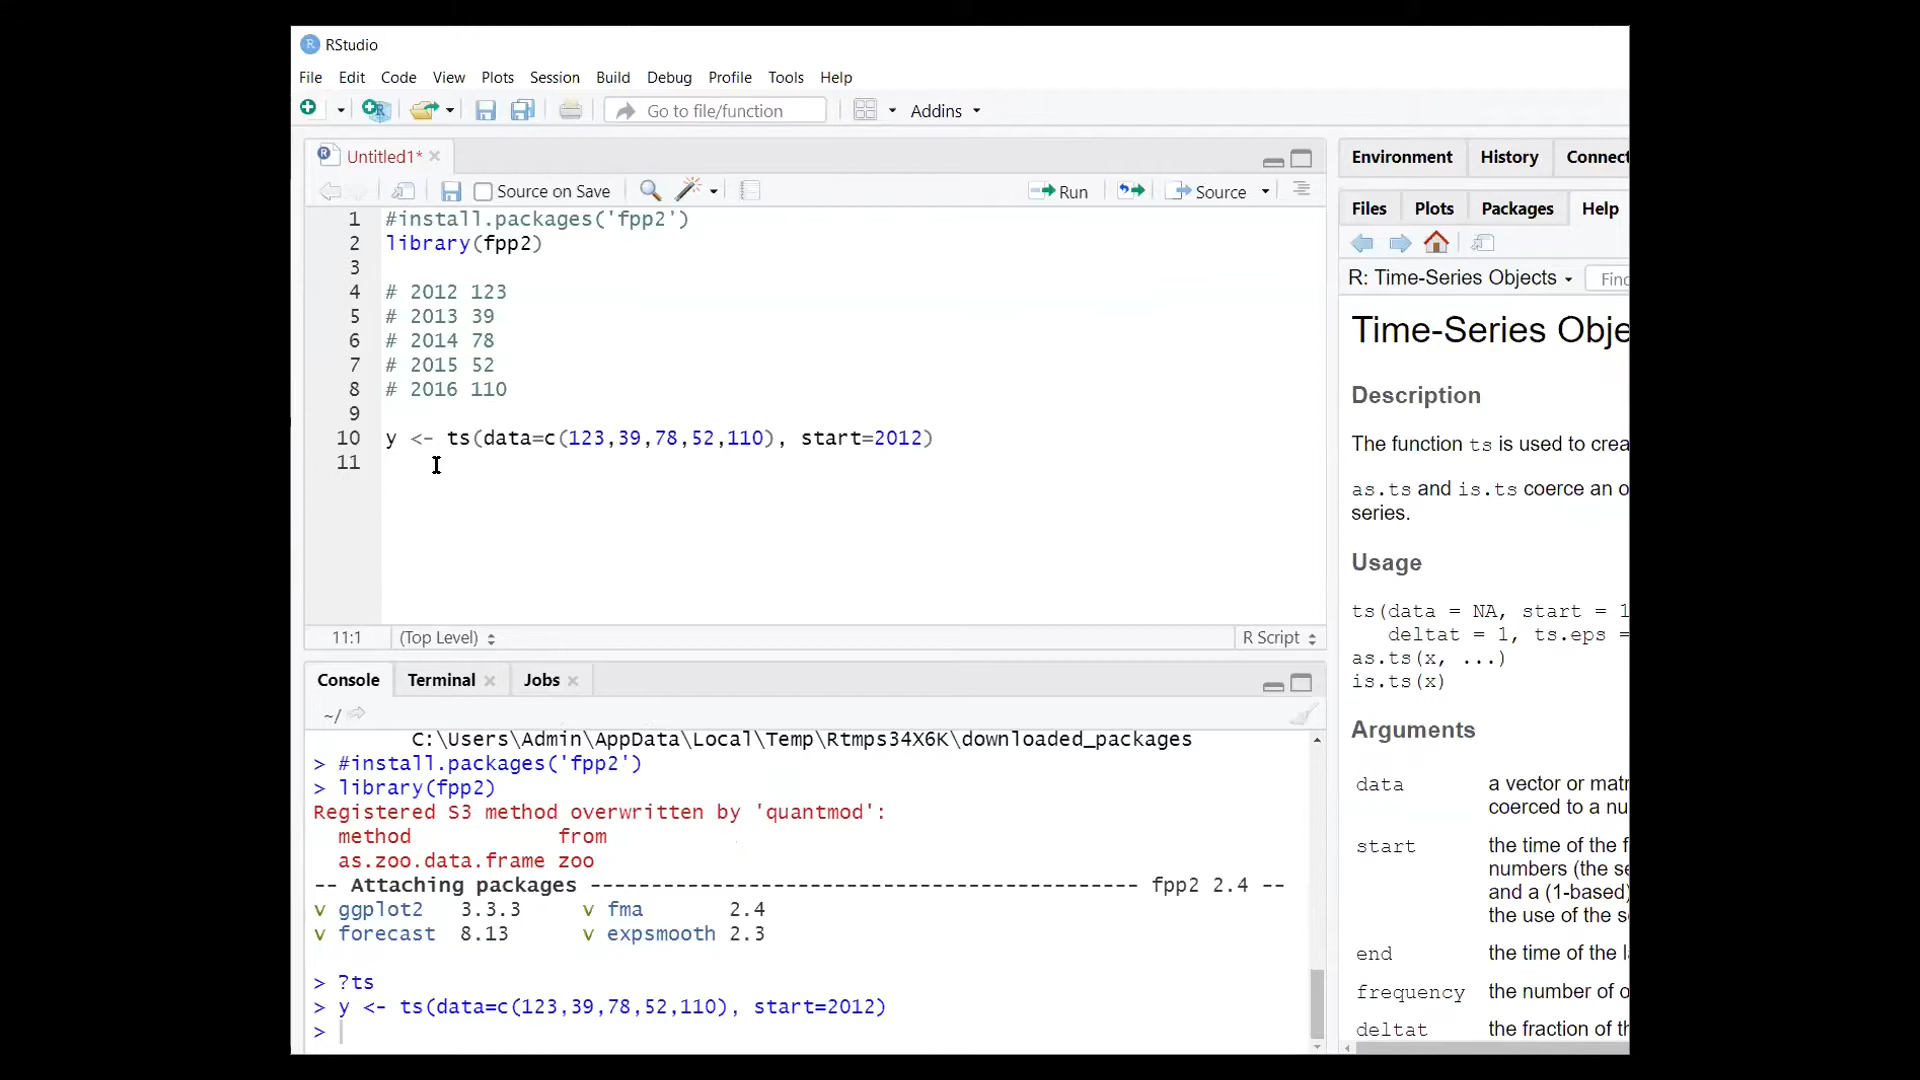 RStudio
File Edit Code View Plots Session Build Debug Profile Tools Help
Go to file/function Addins
Untitled1*
Source on Save Run Source
1 #install.packages('fpp2')
2 library(fpp2)
3
4 # 2012 123
5 # 2013 39
6 # 2014 78
7 # 2015 52
8 # 2016 110
9
10 y <- ts(data=c(123,39,78,52,110), start=2012)
11
11:1 (Top Level) R Script
Console Terminal Jobs
~/
C:\Users\Admin\AppData\Local\Temp\Rtmps34X6K\downloaded_packages
> #install.packages('fpp2')
> library(fpp2)
Registered S3 method overwritten by 'quantmod':
method from
as.zoo.data.frame zoo
-- Attaching packages --------------------------------------------- fpp2 2.4 --
v ggplot2 3.3.3 v fma 2.4
v forecast 8.13 v expsmooth 2.3
> ?ts
> y <- ts(data=c(123,39,78,52,110), start=2012)
>
Environment History Connect
Files Plots Packages Help
R: Time-Series Objects Finc
Time-Series Obje
Description
The function ts is used to crea
as.ts and is.ts coerce an o
series.
Usage
ts(data = NA, start = 1
deltat = 1, ts.eps =
as.ts(x, ...)
is.ts(x)
Arguments
data a vector or matr
coerced to a nu
start the time of the f
numbers (the se
and a (1-based)
the use of the s
end the time of the l
frequency the number of o
deltat the fraction of th